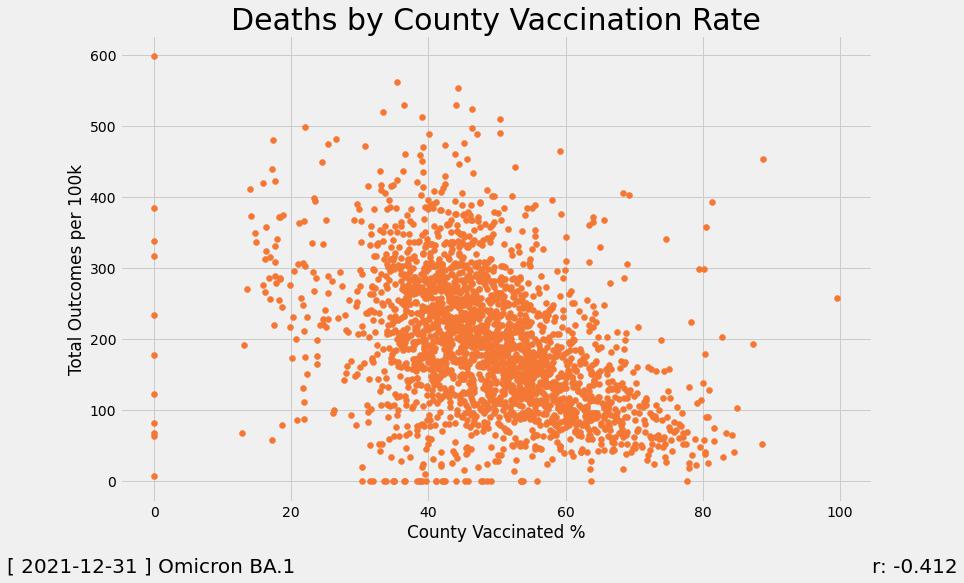 Deaths by County Vaccination Rate
Total Outcomes per 100k
600
500
400
300
200
100
0
0 20 40 60 80 100
County Vaccinated %
[ 2021-12-31 ] Omicron BA.1 r: -0.412